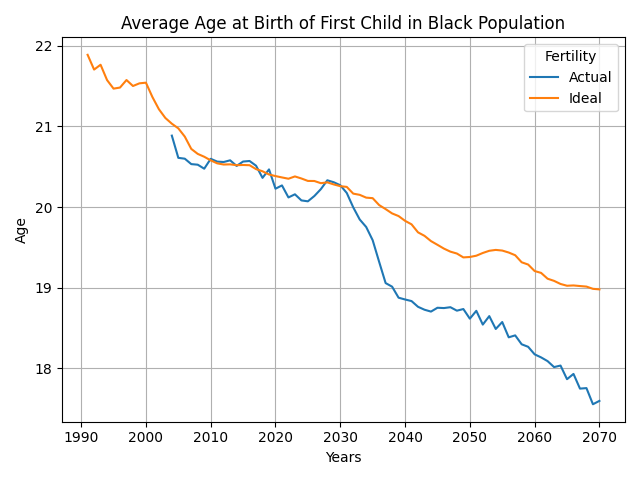 Average Age at Birth of First Child in Black Population
Fertility
Actual
Ideal
Age
22
21
20
19
18
1990 2000 2010 2020 2030 2040 2050 2060 2070
Years